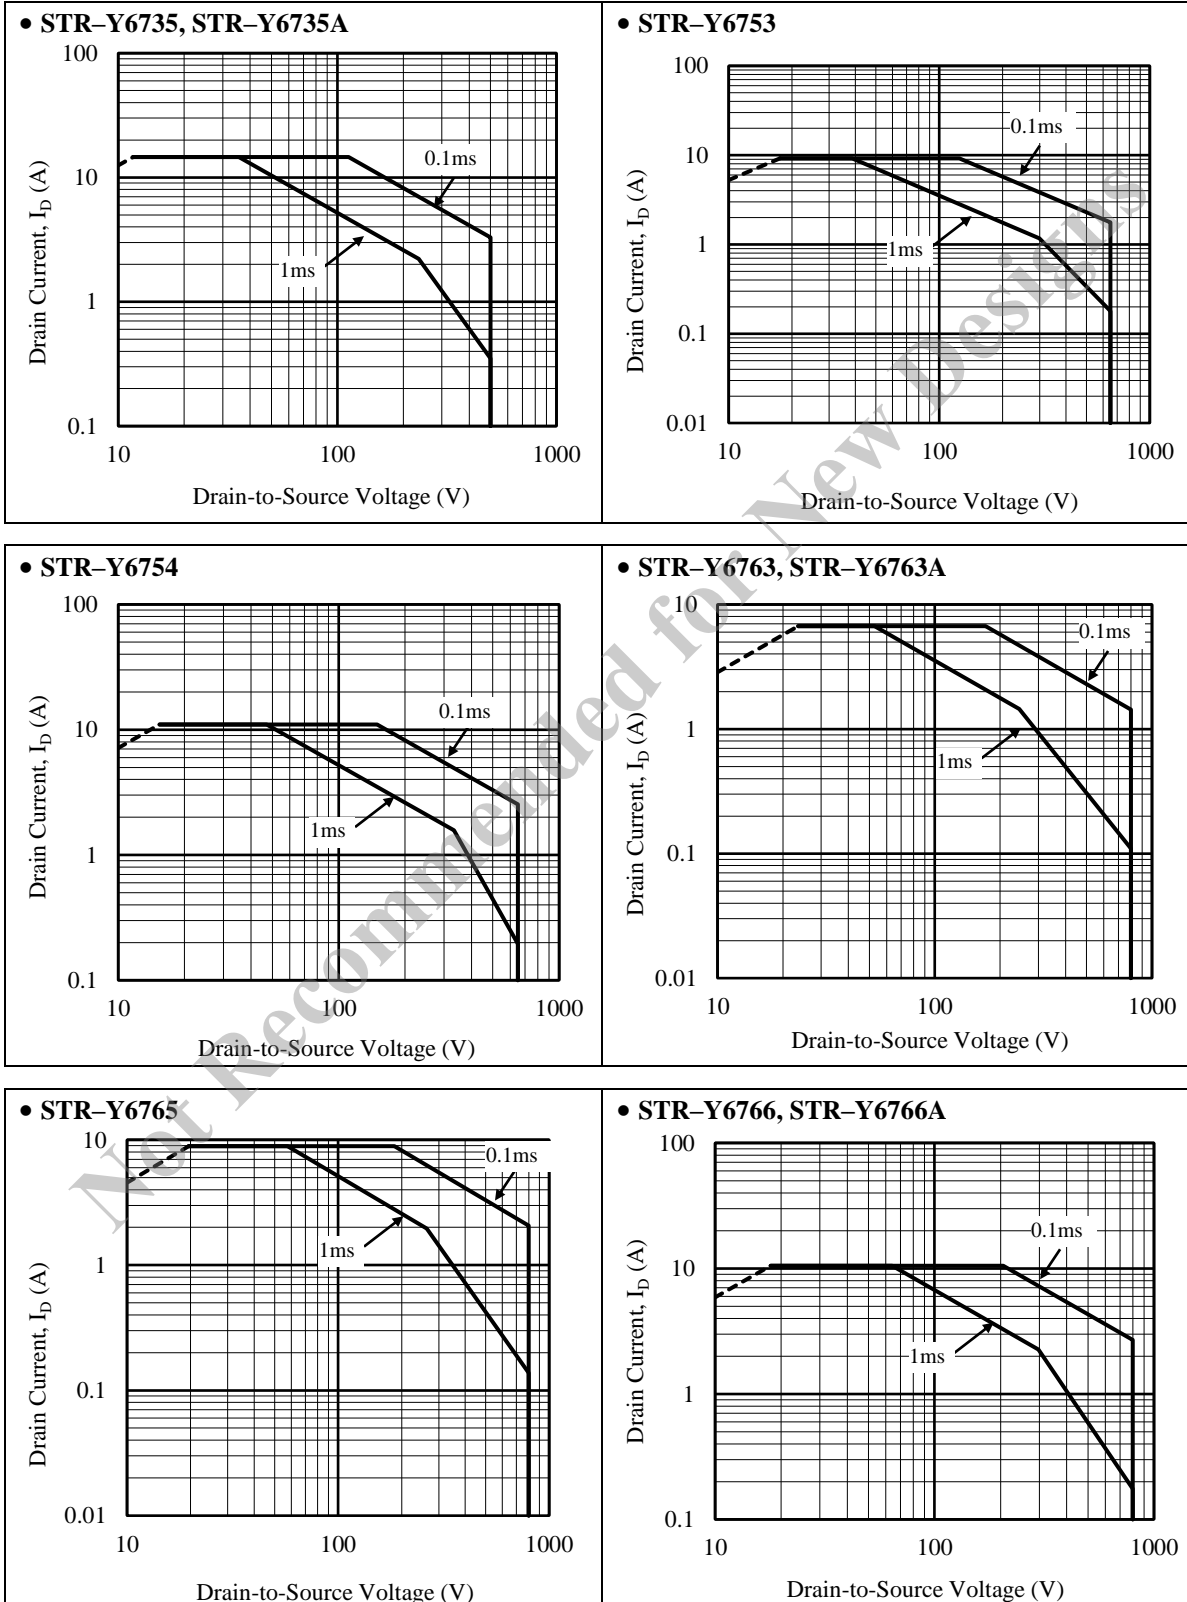 • STR–Y6735, STR–Y6735A
100
10
1
0.1
10 100 1000
Drain Current, I_D (A)
Drain-to-Source Voltage (V)
0.1ms
1ms
• STR–Y6753
100
10
1
0.1
0.01
10 100 1000
Drain Current, I_D (A)
Drain-to-Source Voltage (V)
0.1ms
1ms
• STR–Y6754
100
10
1
0.1
10 100 1000
Drain Current, I_D (A)
Drain-to-Source Voltage (V)
0.1ms
1ms
• STR–Y6763, STR–Y6763A
10
1
0.1
0.01
10 100 1000
Drain Current, I_D (A)
Drain-to-Source Voltage (V)
0.1ms
1ms
• STR–Y6765
10
1
0.1
0.01
10 100 1000
Drain Current, I_D (A)
Drain-to-Source Voltage (V)
0.1ms
1ms
• STR–Y6766, STR–Y6766A
100
10
1
0.1
10 100 1000
Drain Current, I_D (A)
Drain-to-Source Voltage (V)
0.1ms
1ms
Not Recommended for New Designs